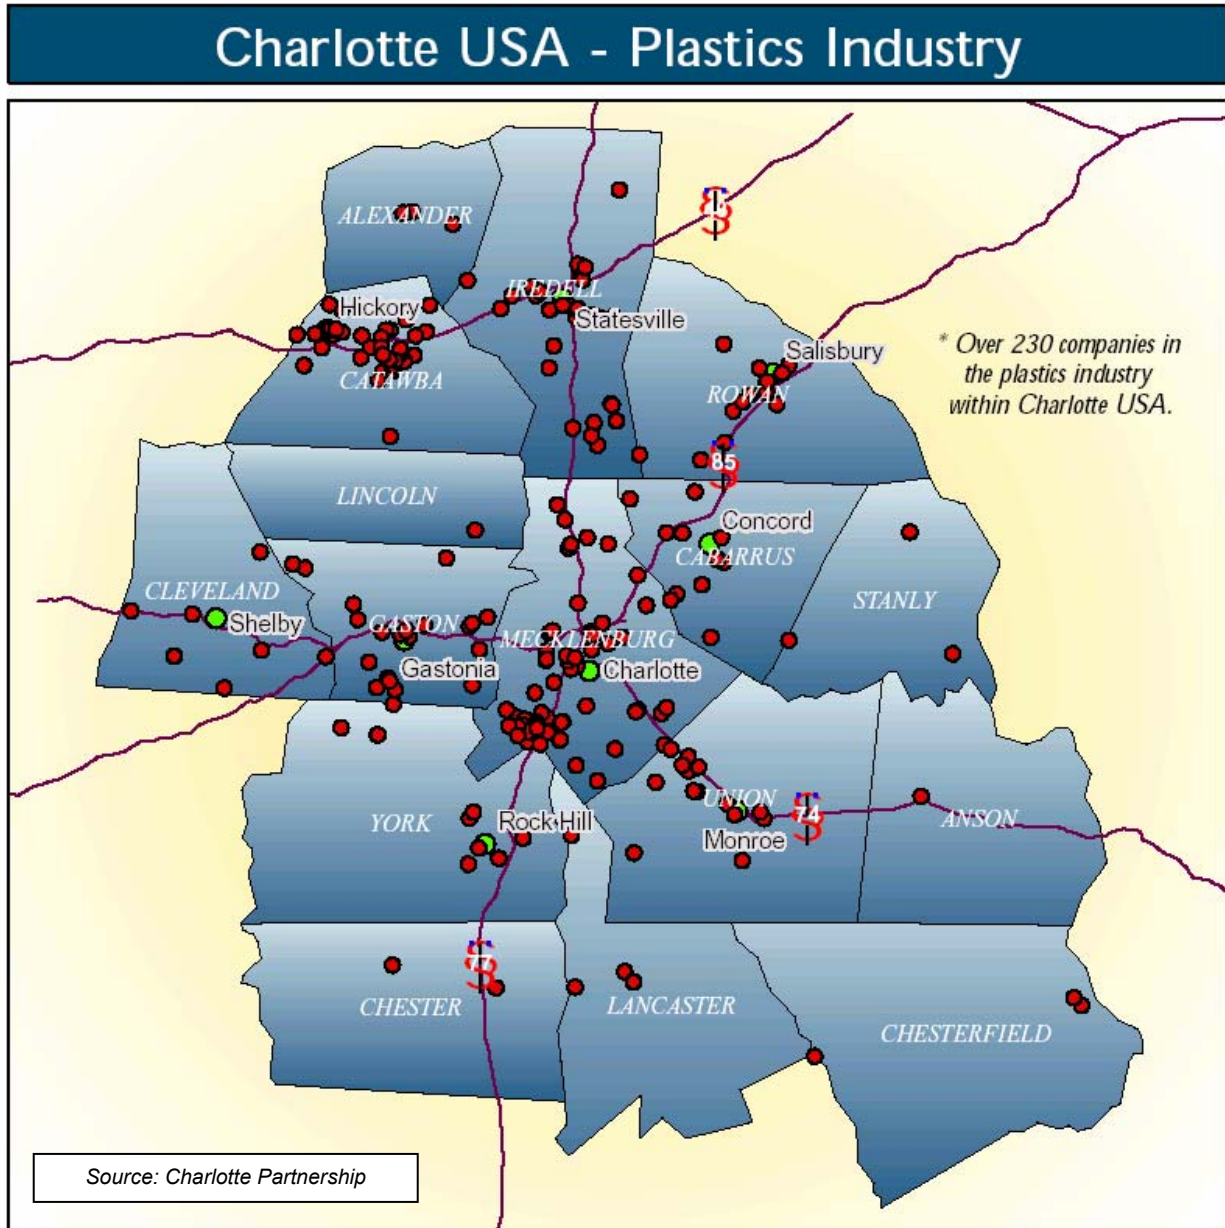 Charlotte USA - Plastics Industry
ALEXANDER
IREDELL
Hickory
Statesville
* Over 230 companies in
the plastics industry
within Charlotte USA.
Salisbury
CATAWBA
ROWAN
85
LINCOLN
Concord
CABARRUS
CLEVELAND
STANLY
Shelby
GASTON
MECKLENBURG
Gastonia
Charlotte
UNION
74
ANSON
YORK
Rock Hill
Monroe
77
CHESTER
LANCASTER
CHESTERFIELD
Source: Charlotte Partnership